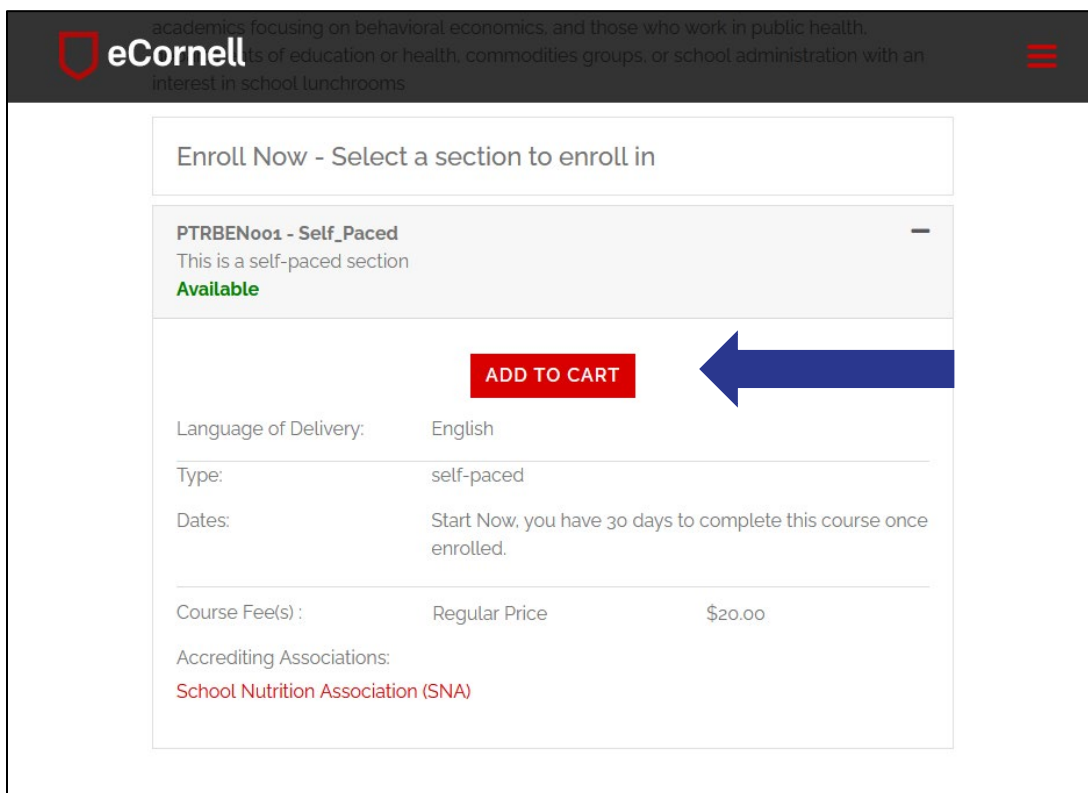 academics focusing on behavioral economics, and those who work in public health,
eCornell
ts of education or health, commodities groups, or school administration with an
interest in school lunchrooms
Enroll Now - Select a section to enroll in
PTRBEN001 - Self_Paced
This is a self-paced section
Available
ADD TO CART
Language of Delivery: English
Type: self-paced
Dates: Start Now, you have 30 days to complete this course once
enrolled.
Course Fee(s) : Regular Price $20.00
Accrediting Associations:
School Nutrition Association (SNA)